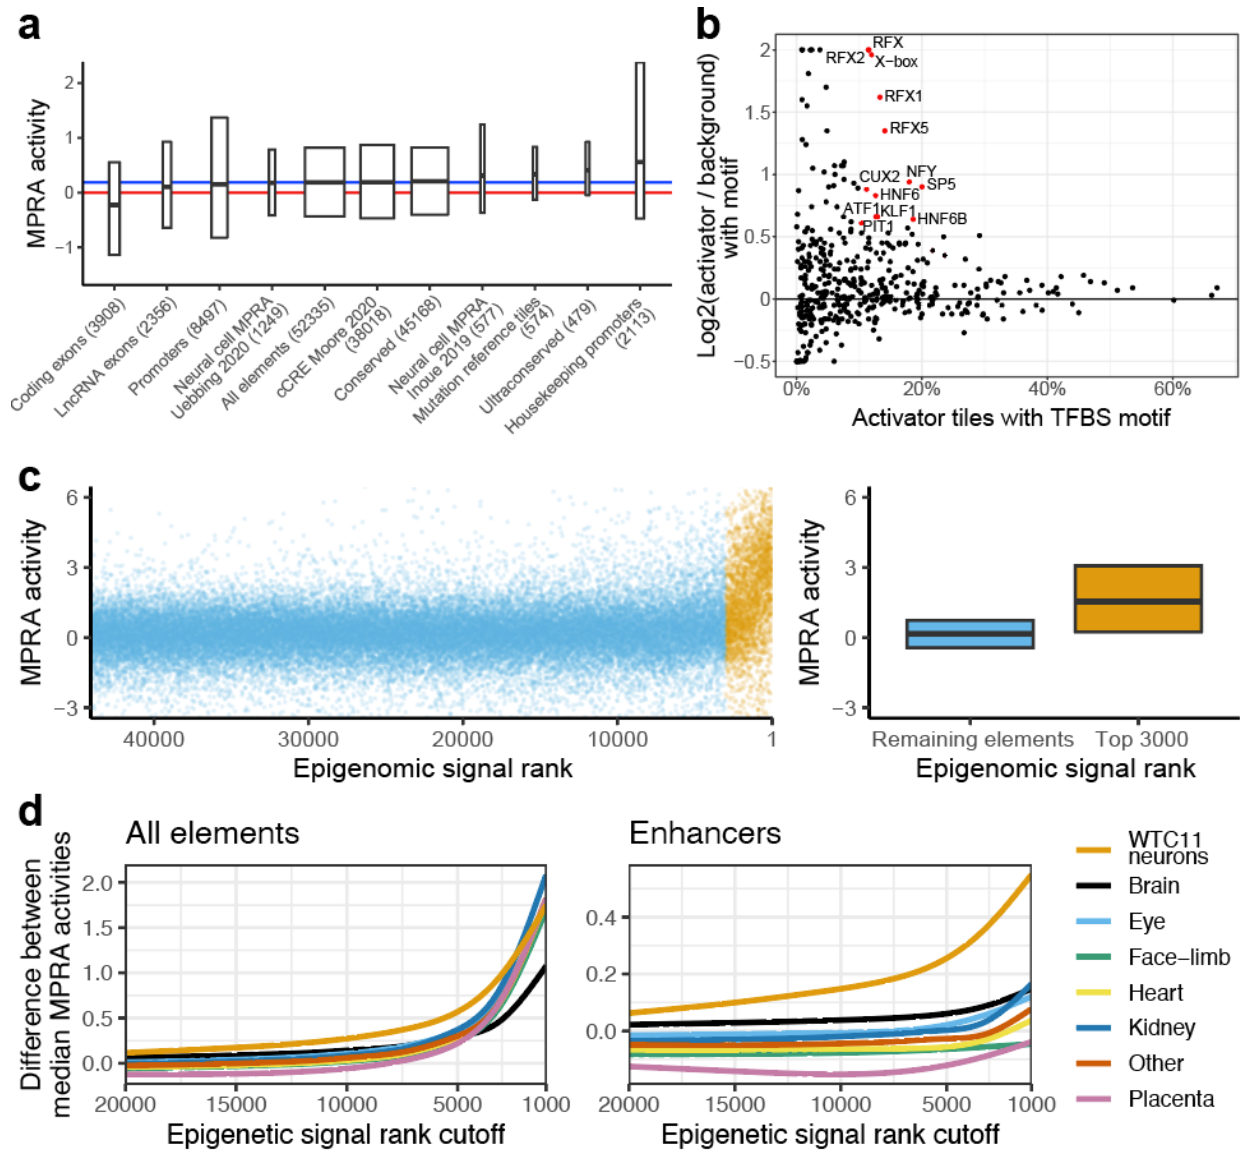 a
MPRA activity
2
1
0
−1
Coding exons (3908)
LncRNA exons (2356)
Promoters (8497)
Neural cell MPRA
Uebbing 2020 (1249)
All elements (52335)
cCRE Moore 2020
(38018)
Conserved (45168)
Neural cell MPRA
Inoue 2019 (577)
Mutation reference tiles
(574)
Ultraconserved (479)
Housekeeping promoters
(2113)
b
Log2(activator / background)
with motif
2
1.5
1
0.5
0
−0.5
RFX
RFX2
X−box
RFX1
RFX5
CUX2
NFY
SP5
HNF6
ATF1
KLF1
HNF6B
PIT1
0%
20%
40%
60%
Activator tiles with TFBS motif
c
MPRA activity
6
3
0
−3
40000
30000
20000
10000
1
Epigenomic signal rank
MPRA activity
6
3
0
−3
Remaining elements
Top 3000
Epigenomic signal rank
d
All elements
Difference between
median MPRA activities
2.0
1.5
1.0
0.5
0.0
20000
15000
10000
5000
1000
Epigenetic signal rank cutoff
Enhancers
0.4
0.2
0.0
20000
15000
10000
5000
1000
Epigenetic signal rank cutoff
WTC11
neurons
Brain
Eye
Face−limb
Heart
Kidney
Other
Placenta